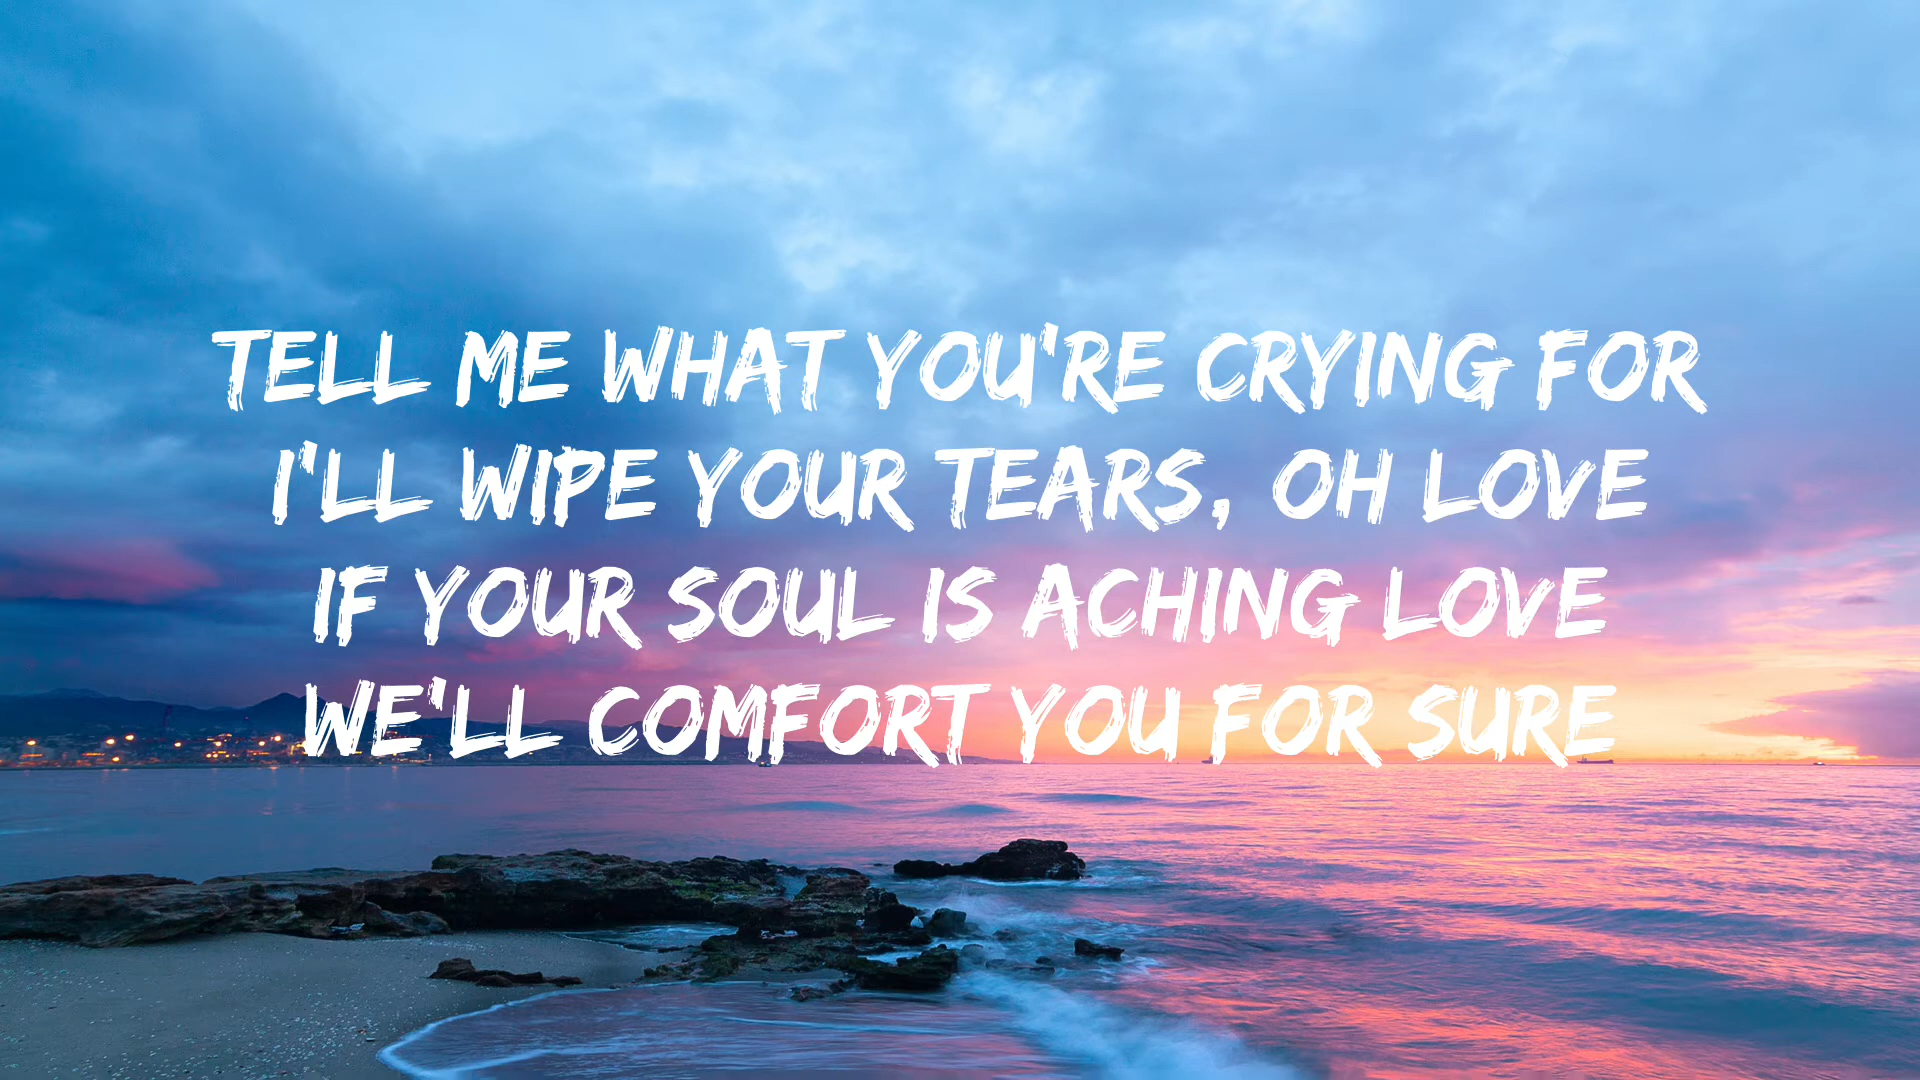 TELL ME WHAT YOU'RE CRYING FOR
I'LL WIPE YOUR TEARS, OH LOVE
IF YOUR SOUL IS ACHING LOVE
WE'LL COMFORT YOU FOR SURE